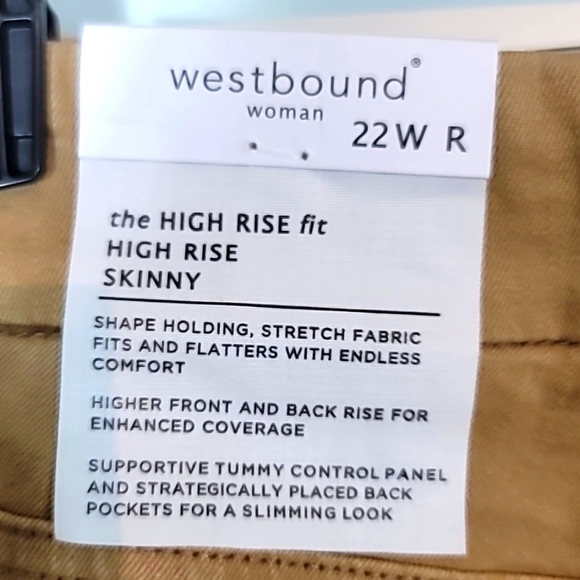 westbound®
woman
22W R
the HIGH RISE fit
HIGH RISE
SKINNY
SHAPE HOLDING, STRETCH FABRIC
FITS AND FLATTERS WITH ENDLESS
COMFORT
HIGHER FRONT AND BACK RISE FOR
ENHANCED COVERAGE
SUPPORTIVE TUMMY CONTROL PANEL
AND STRATEGICALLY PLACED BACK
POCKETS FOR A SLIMMING LOOK